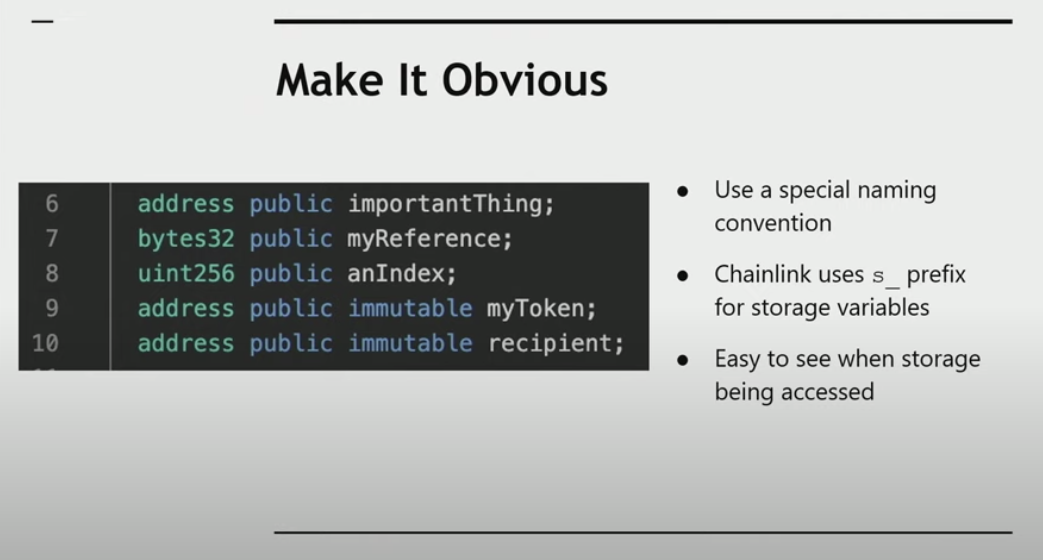 Make It Obvious
6 address public importantThing;
7 bytes32 public myReference;
8 uint256 public anIndex;
9 address public immutable myToken;
10 address public immutable recipient;
● Use a special naming
convention
● Chainlink uses s_ prefix
for storage variables
● Easy to see when storage
being accessed